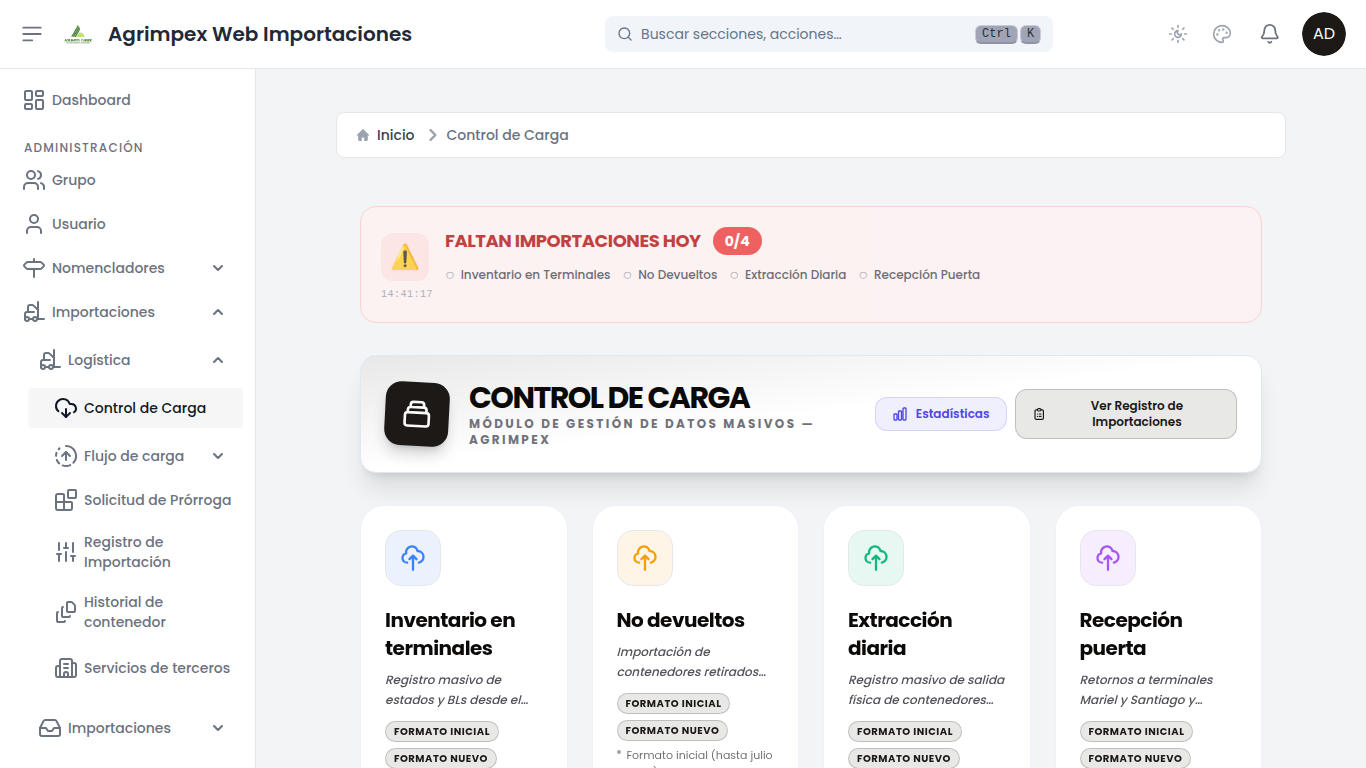 Agrimpex Web Importaciones
Buscar secciones, acciones...
Ctrl K
AD
Dashboard
ADMINISTRACIÓN
Grupo
Usuario
Nomencladores
Importaciones
Logística
Control de Carga
Flujo de carga
Solicitud de Prórroga
Registro de
Importación
Historial de
contenedor
Servicios de terceros
Importaciones
Inicio
Control de Carga
FALTAN IMPORTACIONES HOY 0/4
○ Inventario en Terminales ○ No Devueltos ○ Extracción Diaria ○ Recepción Puerta
14:41:17
CONTROL DE CARGA
MÓDULO DE GESTIÓN DE DATOS MASIVOS —
AGRIMPEX
Estadísticas
Ver Registro de
Importaciones
Inventario en
terminales
Registro masivo de
estados y BLs desde el...
FORMATO INICIAL
FORMATO NUEVO
No devueltos
Importación de
contenedores retirados...
FORMATO INICIAL
FORMATO NUEVO
* Formato inicial (hasta julio
Extracción
diaria
Registro masivo de salida
física de contenedores...
FORMATO INICIAL
FORMATO NUEVO
Recepción
puerta
Retornos a terminales
Mariel y Santiago y...
FORMATO INICIAL
FORMATO NUEVO